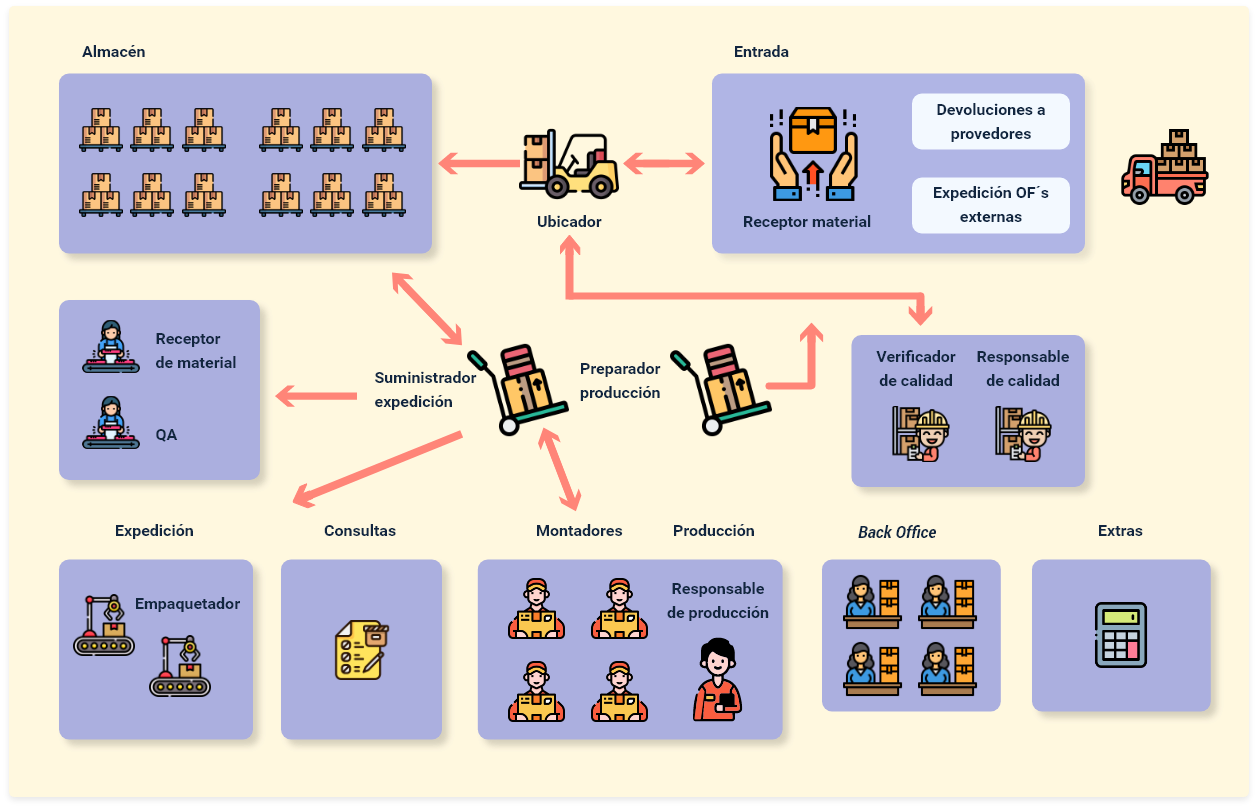 Almacén
Entrada
Devoluciones a
provedores
Expedición OF´s
externas
Ubicador
Receptor material
Receptor
de material
QA
Suministrador
expedición
Preparador
producción
Verificador
de calidad
Responsable
de calidad
Expedición
Consultas
Montadores
Producción
Back Office
Extras
Empaquetador
Responsable
de producción